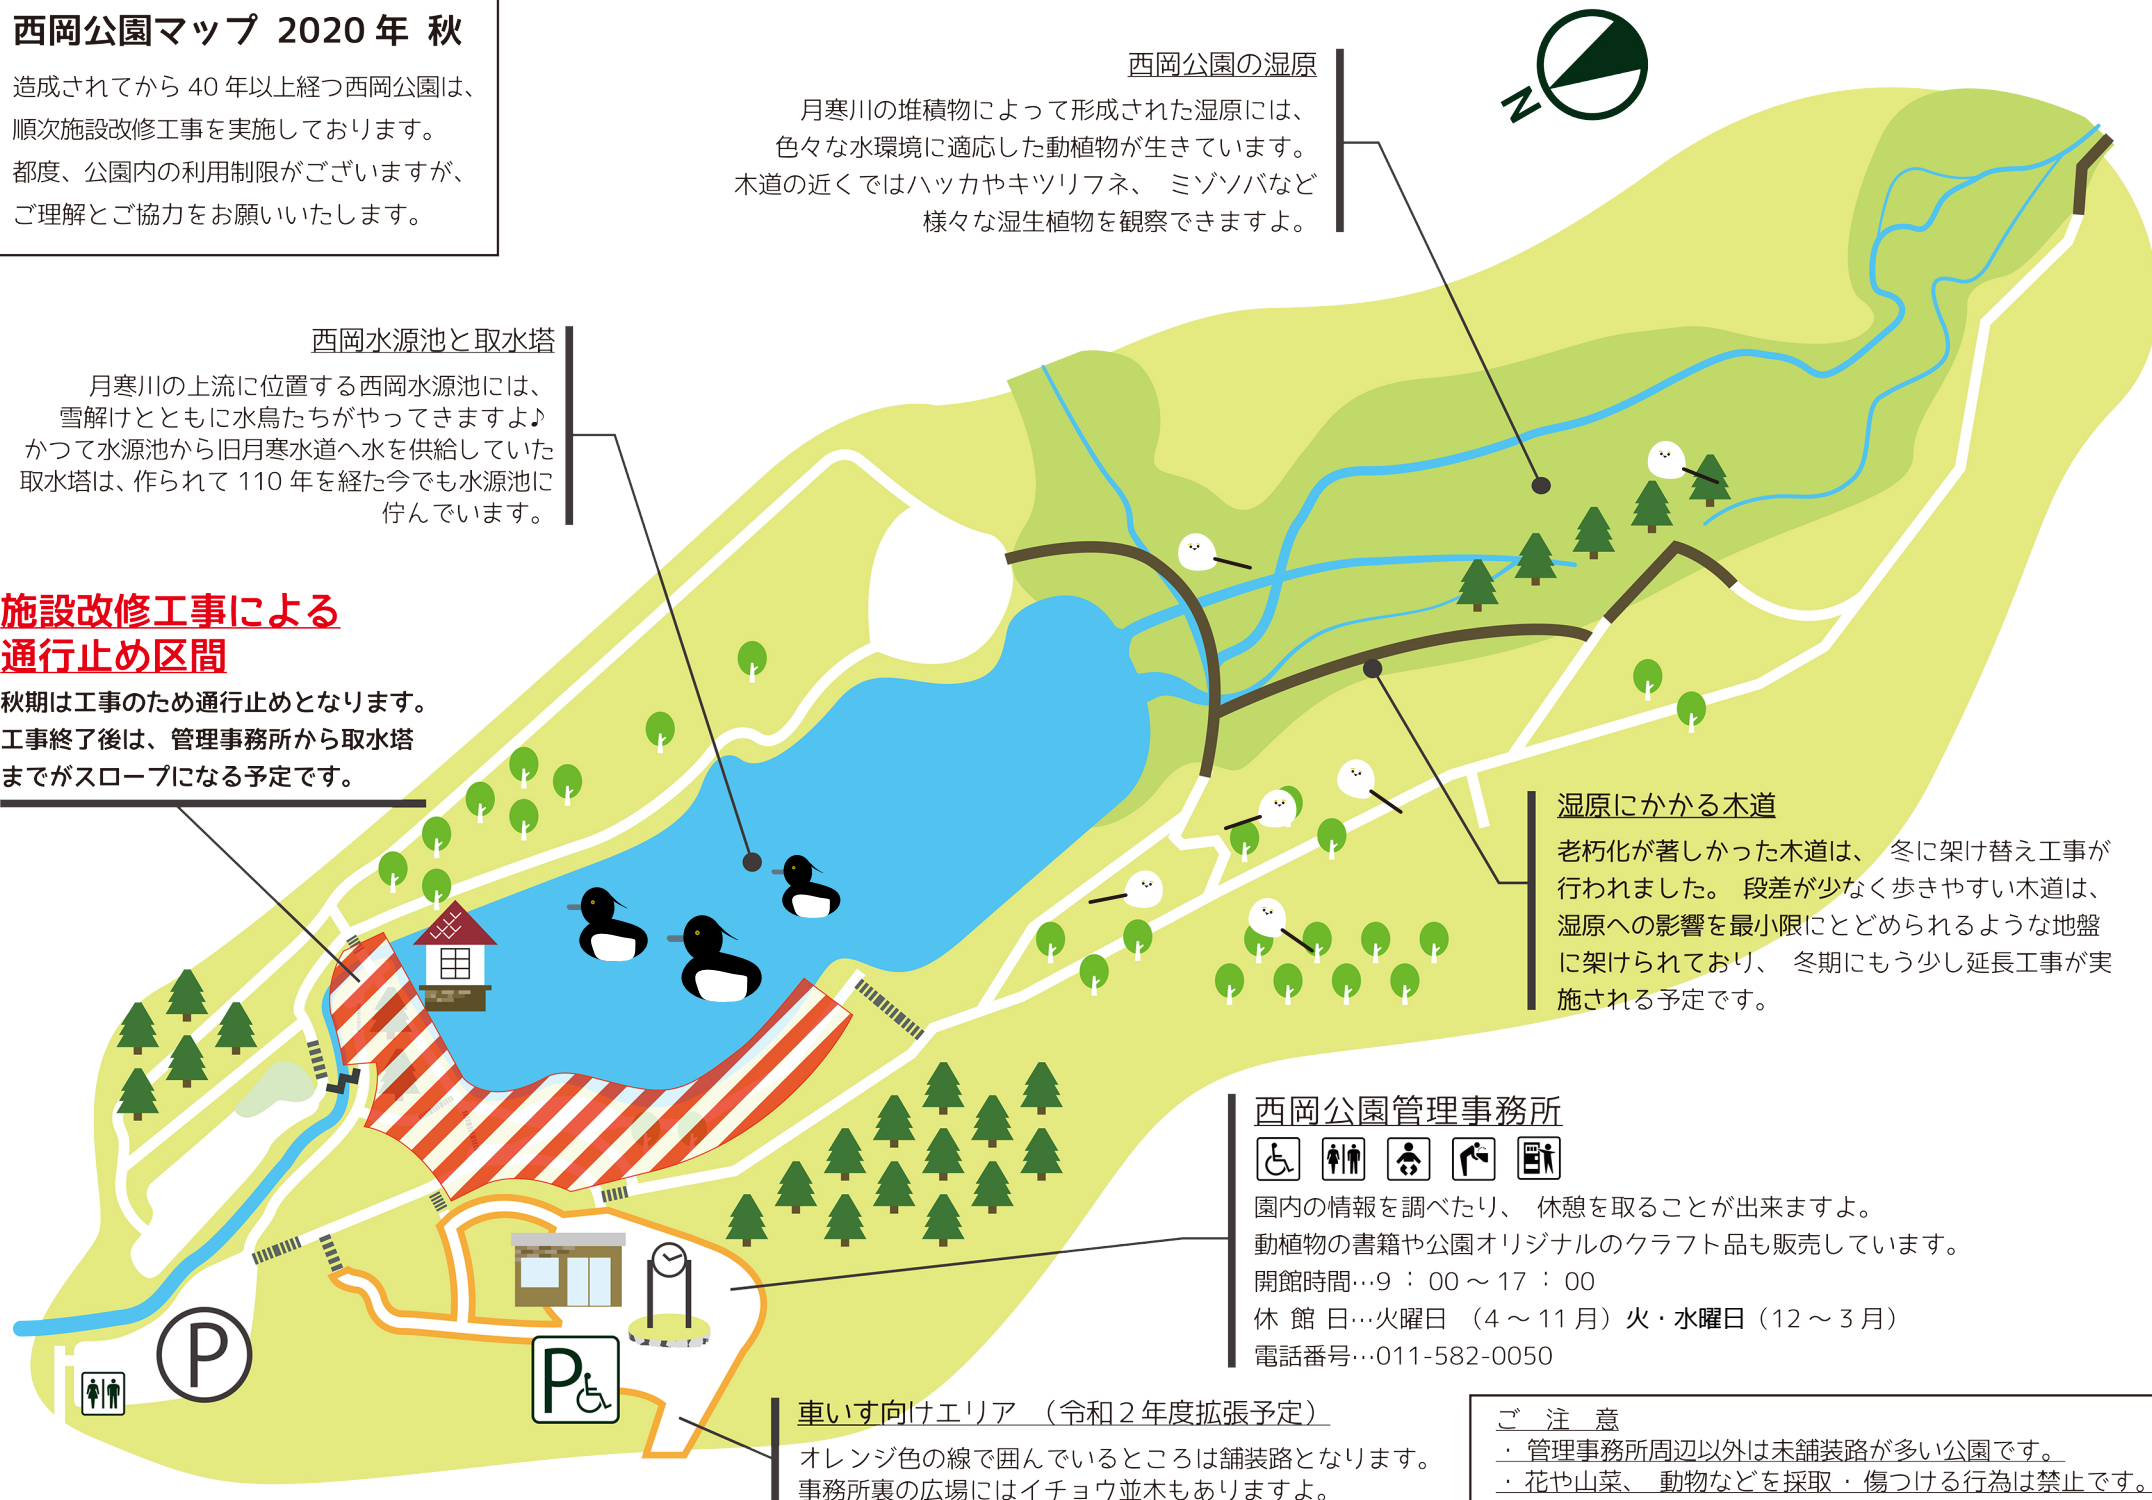 西岡公園マップ 2020 年 秋
造成されてから 40 年以上経つ西岡公園は、
順次施設改修工事を実施しております。
都度、公園内の利用制限がございますが、
ご理解とご協力をお願いいたします。
西岡公園の湿原
月寒川の堆積物によって形成された湿原には、
色々な水環境に適応した動植物が生きています。
木道の近くではハッカやキツリフネ、 ミゾソバなど
様々な湿生植物を観察できますよ。
N
西岡水源池と取水塔
月寒川の上流に位置する西岡水源池には、
雪解けとともに水鳥たちがやってきますよ♪
かつて水源池から旧月寒水道へ水を供給していた
取水塔は、作られて 110 年を経た今でも水源池に
佇んでいます。
施設改修工事による
通行止め区間
秋期は工事のため通行止めとなります。
工事終了後は、管理事務所から取水塔
までがスロープになる予定です。
湿原にかかる木道
老朽化が著しかった木道は、 冬に架け替え工事が
行われました。 段差が少なく歩きやすい木道は、
湿原への影響を最小限にとどめられるような地盤
に架けられており、 冬期にもう少し延長工事が実
施される予定です。
西岡公園管理事務所
園内の情報を調べたり、 休憩を取ることが出来ますよ。
動植物の書籍や公園オリジナルのクラフト品も販売しています。
開館時間…9 : 00 ～ 17 : 00
休 館 日…火曜日 （4 ～ 11 月）火・水曜日（12 ～ 3 月）
電話番号…011-582-0050
P
P
車いす向けエリア （令和２年度拡張予定）
オレンジ色の線で囲んでいるところは舗装路となります。
事務所裏の広場にはイチョウ並木もありますよ。
ご 注 意
・ 管理事務所周辺以外は未舗装路が多い公園です。
・ 花や山菜、 動物などを採取・傷つける行為は禁止です。